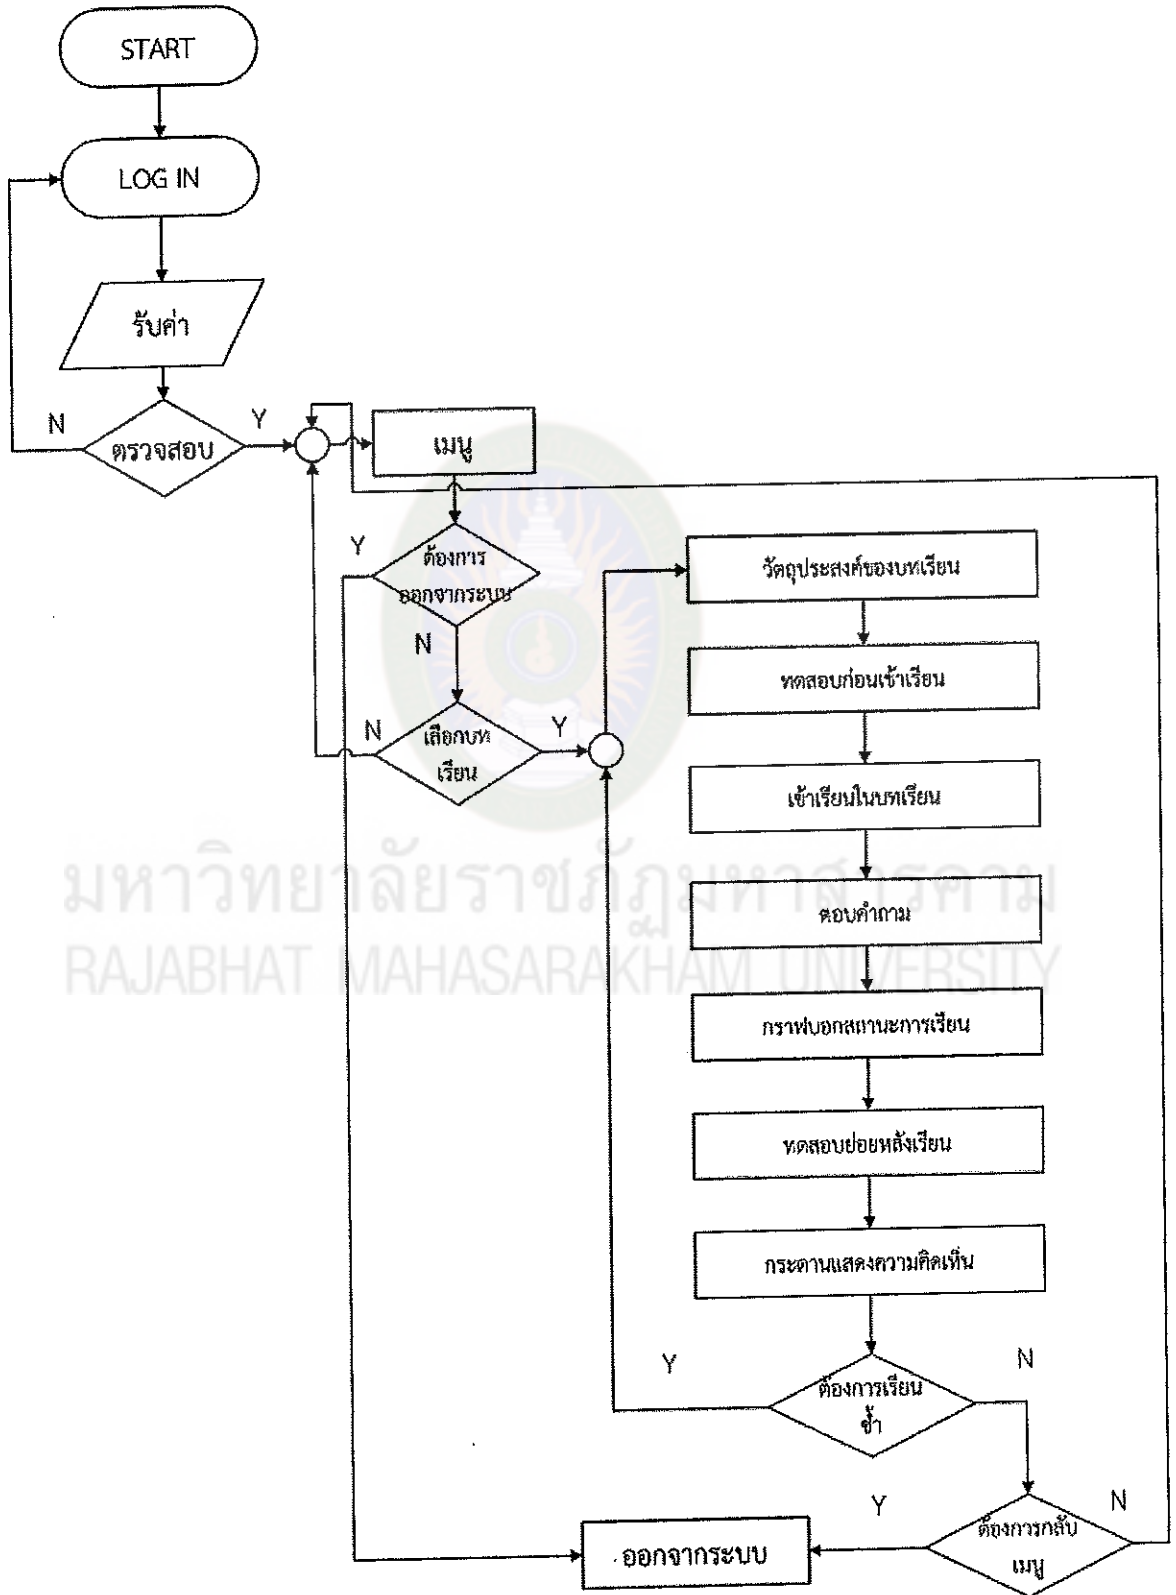 START
LOG IN
รับค่า
N
ตรวจสอบ
Y
เมนู
Y
ต้องการ
ออกจากระบบ
N
N
เลือกบท
เรียน
Y
วัตถุประสงค์ของบทเรียน
ทดสอบก่อนเข้าเรียน
เข้าเรียนในบทเรียน
ตอบคำถาม
กราฟบอกสถานะการเรียน
ทดสอบย่อยหลังเรียน
กระดานแสดงความคิดเห็น
Y
ต้องการเรียน
ซ้ำ
N
Y
ต้องการกลับ
เมนู
N
ออกจากระบบ
มหาวิทยาลัยราชภัฏมหาสารคาม
RAJABHAT MAHASARAKHAM UNIVERSITY